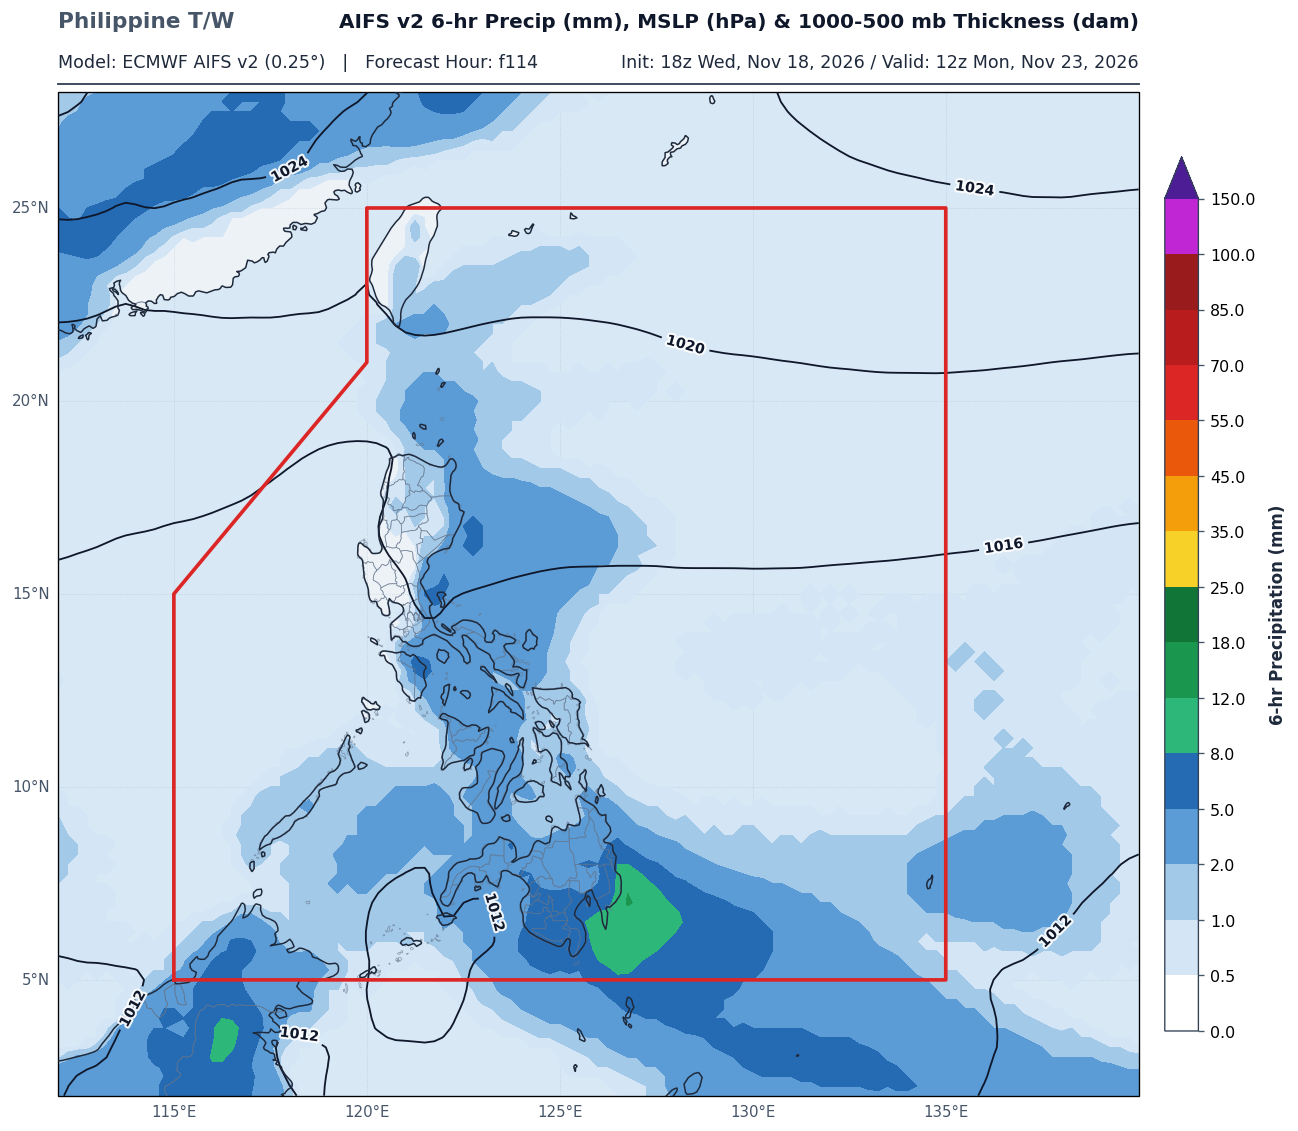 Philippine T/W
AIFS v2 6-hr Precip (mm), MSLP (hPa) & 1000-500 mb Thickness (dam)
Model: ECMWF AIFS v2 (0.25°) | Forecast Hour: f114
Init: 18z Wed, Nov 18, 2026 / Valid: 12z Mon, Nov 23, 2026
1024
1024
1020
1016
1012
1012
1012
1012
25°N
20°N
15°N
10°N
5°N
115°E
120°E
125°E
130°E
135°E
150.0
100.0
85.0
70.0
55.0
45.0
35.0
25.0
18.0
12.0
8.0
5.0
2.0
1.0
0.5
0.0
6-hr Precipitation (mm)